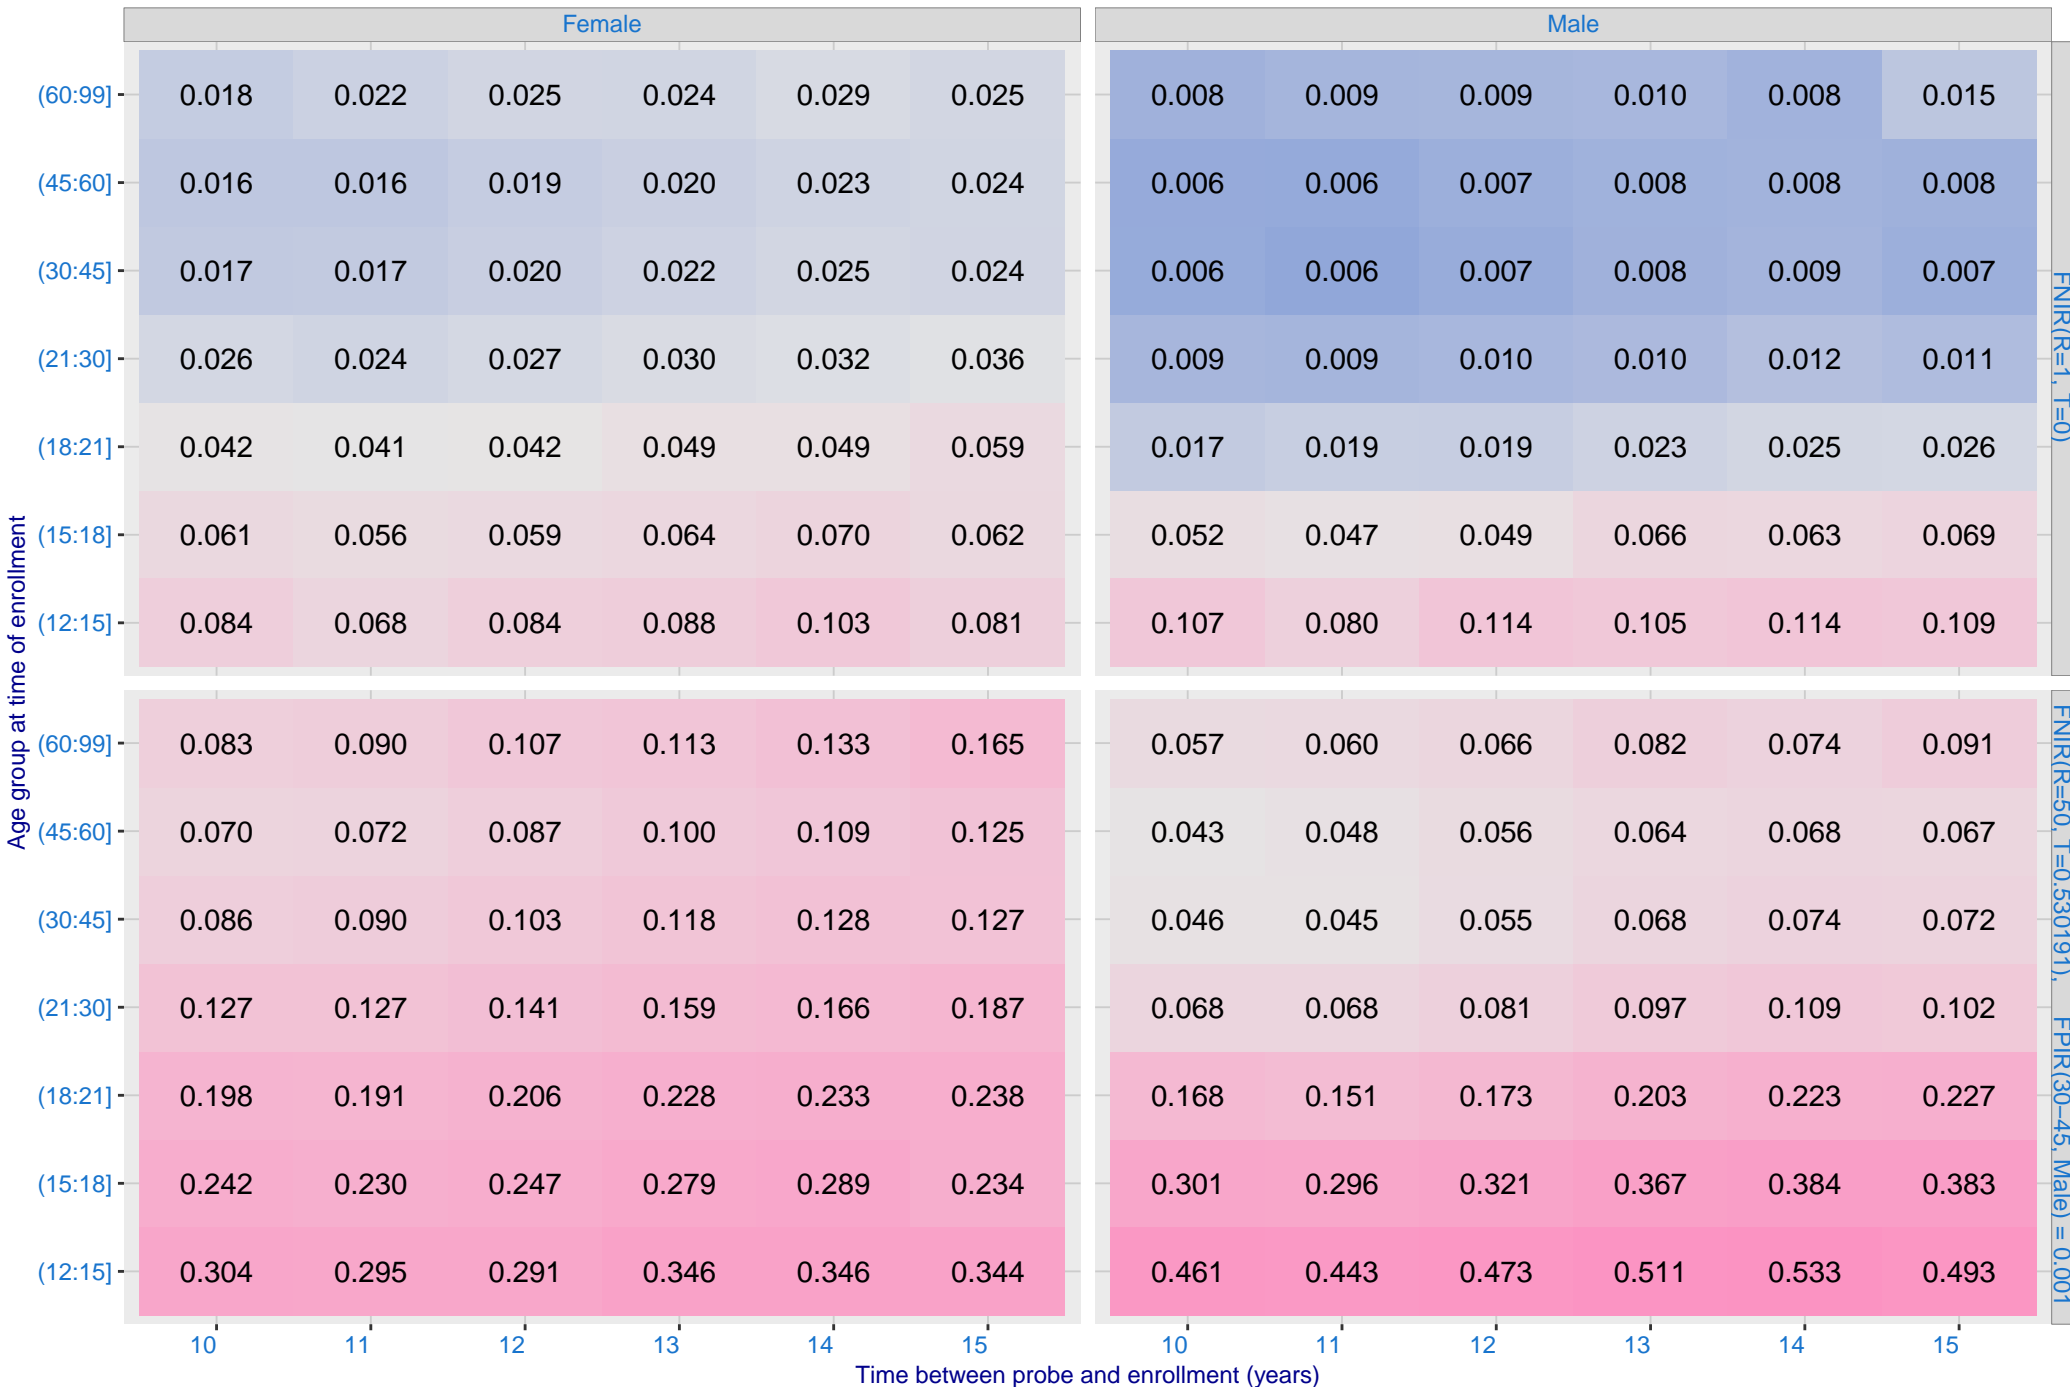 Female Male
(60:99] 0.018 0.022 0.025 0.024 0.029 0.025 0.008 0.009 0.009 0.010 0.008 0.015
(45:60] 0.016 0.016 0.019 0.020 0.023 0.024 0.006 0.006 0.007 0.008 0.008 0.008
(30:45] 0.017 0.017 0.020 0.022 0.025 0.024 0.006 0.006 0.007 0.008 0.009 0.007
(21:30] 0.026 0.024 0.027 0.030 0.032 0.036 0.009 0.009 0.010 0.010 0.012 0.011
(18:21] 0.042 0.041 0.042 0.049 0.049 0.059 0.017 0.019 0.019 0.023 0.025 0.026
(15:18] 0.061 0.056 0.059 0.064 0.070 0.062 0.052 0.047 0.049 0.066 0.063 0.069
(12:15] 0.084 0.068 0.084 0.088 0.103 0.081 0.107 0.080 0.114 0.105 0.114 0.109
FNIR(R=1, T=0)
Age group at time of enrollment
(60:99] 0.083 0.090 0.107 0.113 0.133 0.165 0.057 0.060 0.066 0.082 0.074 0.091
(45:60] 0.070 0.072 0.087 0.100 0.109 0.125 0.043 0.048 0.056 0.064 0.068 0.067
(30:45] 0.086 0.090 0.103 0.118 0.128 0.127 0.046 0.045 0.055 0.068 0.074 0.072
(21:30] 0.127 0.127 0.141 0.159 0.166 0.187 0.068 0.068 0.081 0.097 0.109 0.102
(18:21] 0.198 0.191 0.206 0.228 0.233 0.238 0.168 0.151 0.173 0.203 0.223 0.227
(15:18] 0.242 0.230 0.247 0.279 0.289 0.234 0.301 0.296 0.321 0.367 0.384 0.383
(12:15] 0.304 0.295 0.291 0.346 0.346 0.344 0.461 0.443 0.473 0.511 0.533 0.493
FNIR(R=50, T=0.530191), FPIR(30−45, Male) = 0.001
10 11 12 13 14 15 10 11 12 13 14 15
Time between probe and enrollment (years)